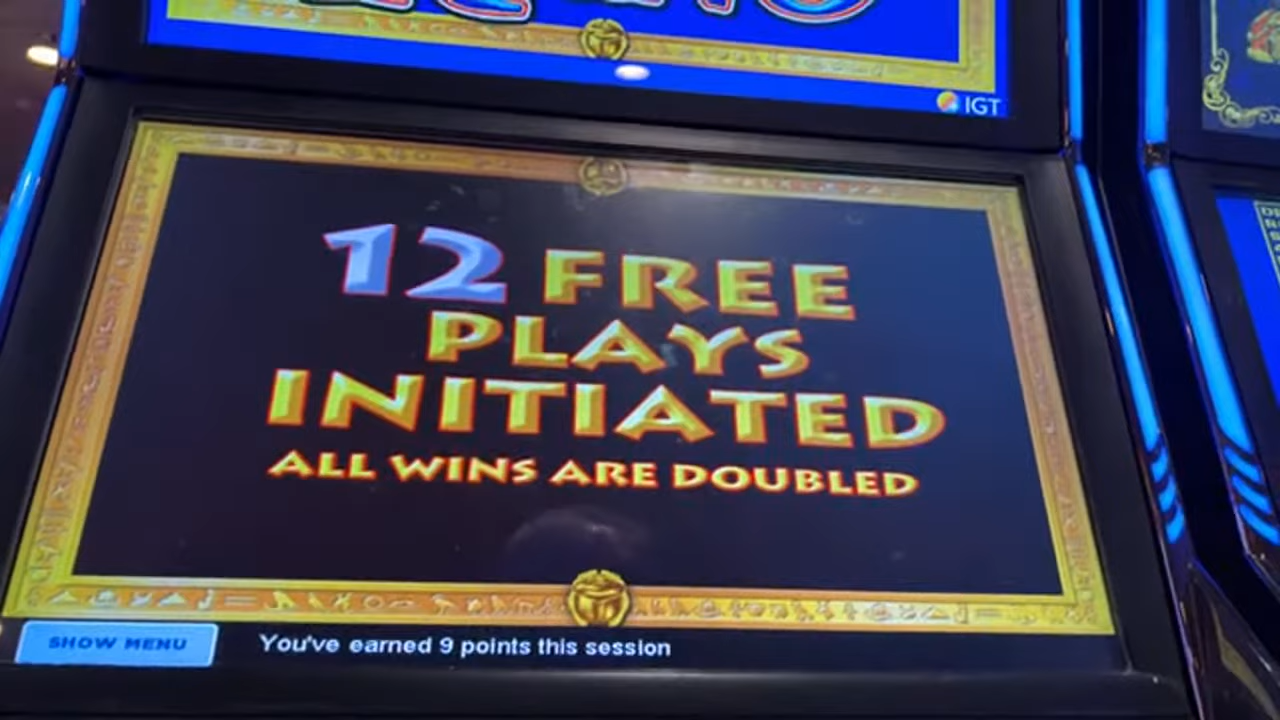 IGT
12 FREE
PLAYS
INITIATED
ALL WINS ARE DOUBLED
SHOW MENU
You've earned 9 points this session